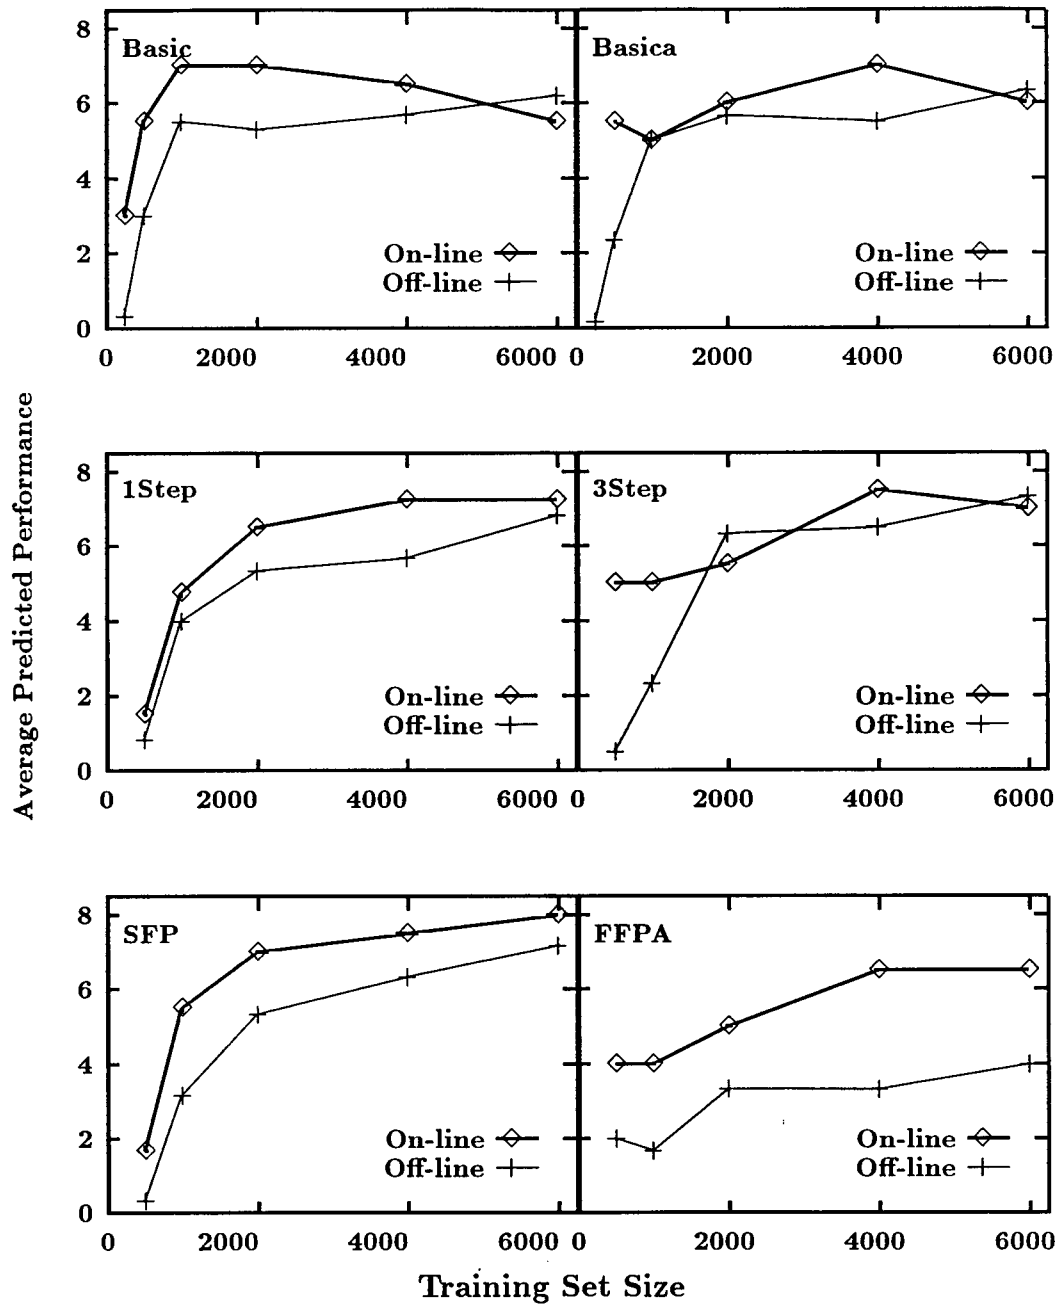 8
6
4
2
0
Basic
On-line
Off-line
0 2000 4000 6000
Basica
On-line
Off-line
0 2000 4000 6000
Average Predicted Performance
8
6
4
2
0
1Step
On-line
Off-line
0 2000 4000 6000
3Step
On-line
Off-line
0 2000 4000 6000
8
6
4
2
0
SFP
On-line
Off-line
0 2000 4000 6000
FFPA
On-line
Off-line
0 2000 4000 6000
Training Set Size